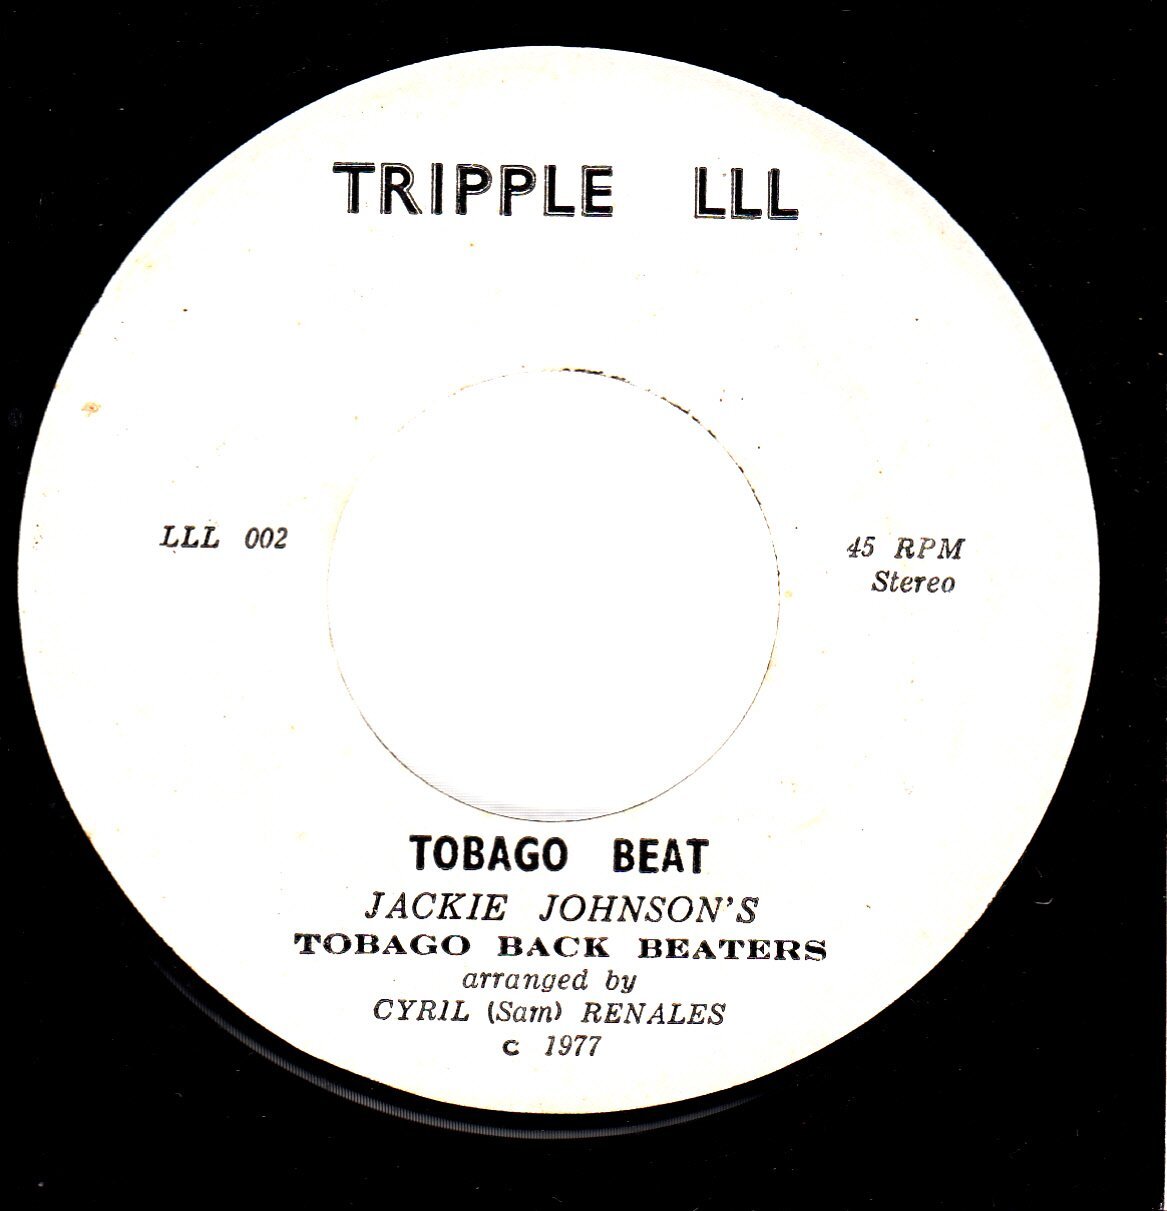 TRIPPLE LLL
LLL 002
45 RPM
Stereo
TOBAGO BEAT
JACKIE JOHNSON'S
TOBAGO BACK BEATERS
arranged by
CYRIL (Sam) RENALES
c 1977